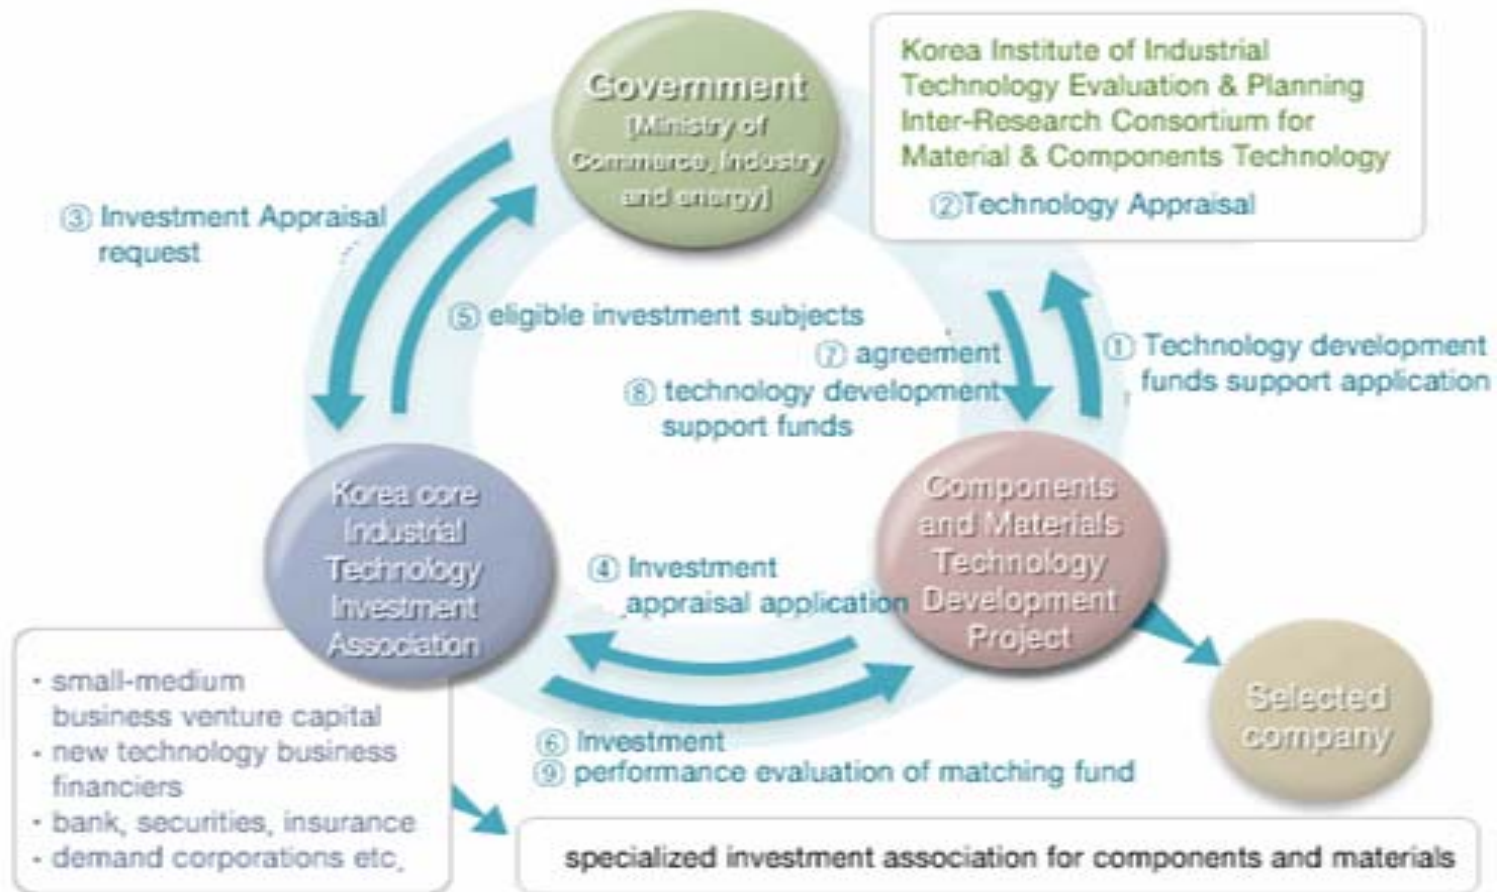 Government
[Ministry of
Commerce, Industry
and energy]
Korea Institute of Industrial
Technology Evaluation & Planning
Inter-Research Consortium for
Material & Components Technology
②Technology Appraisal
③ Investment Appraisal
request
⑤ eligible investment subjects
⑦ agreement
⑧ technology development
support funds
① Technology development
funds support application
Korea core
Industrial
Technology
Investment
Association
Components
and Materials
Technology
Development
Project
④ Investment
appraisal application
Selected
company
⑥ Investment
⑨ performance evaluation of matching fund
· small-medium
business venture capital
· new technology business
financiers
· bank, securities, insurance
· demand corporations etc,
specialized investment association for components and materials